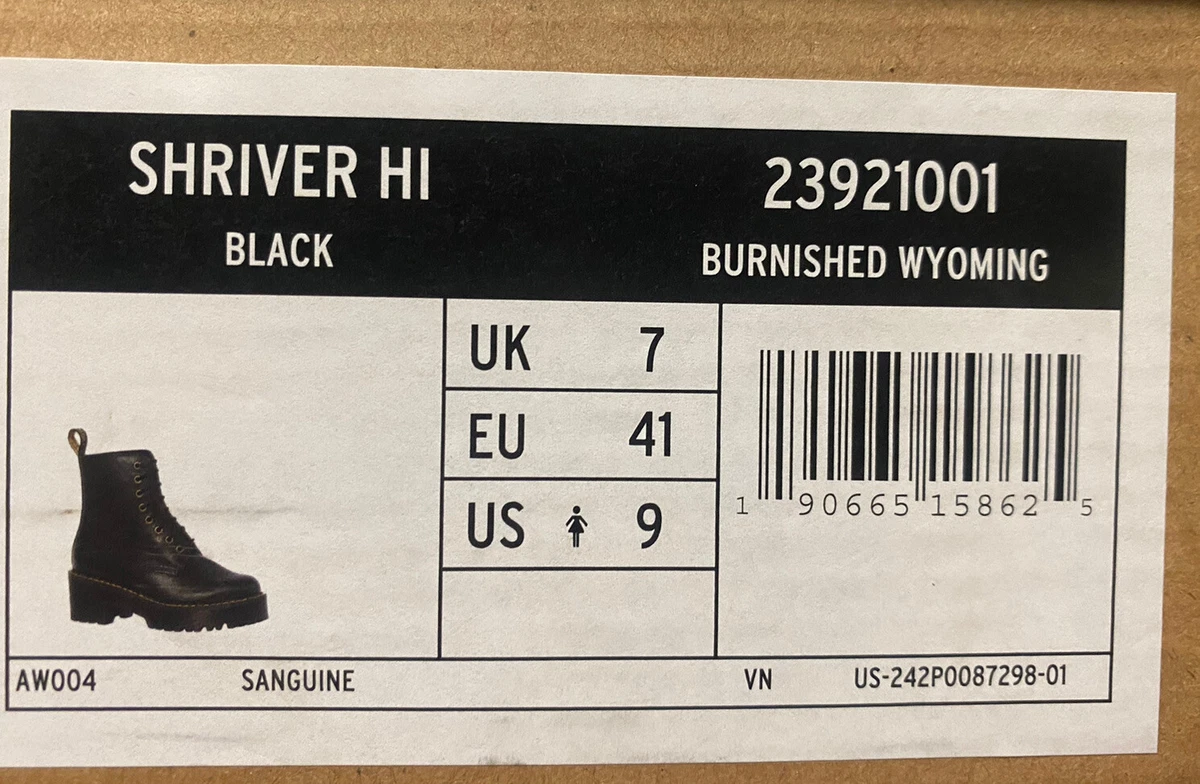 SHRIVER HI
BLACK
23921001
BURNISHED WYOMING
UK 7
EU 41
US 9
1 90665 15862 5
AW004 SANGUINE VN US-242P0087298-01